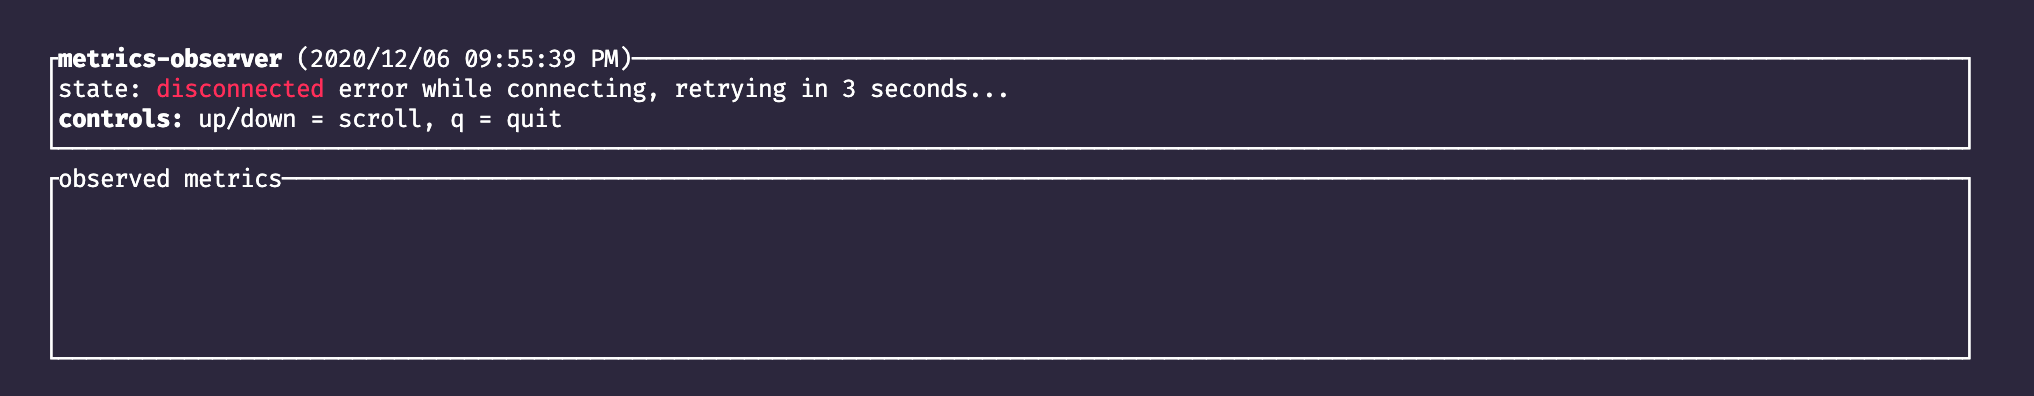 metrics-observer (2020/12/06 09:55:39 PM)
state: disconnected error while connecting, retrying in 3 seconds...
controls: up/down = scroll, q = quit
observed metrics